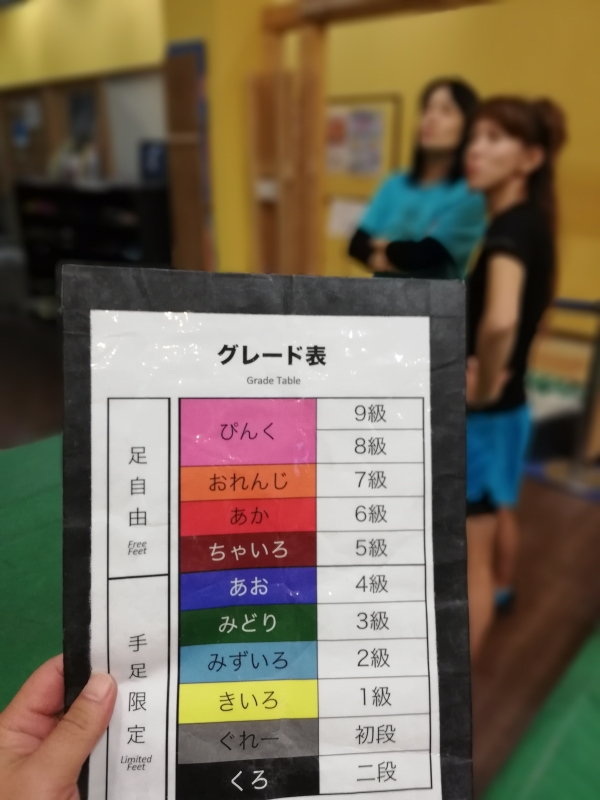 グレード表
Grade Table
足自由
Free Feet
ぴんく 9級
8級
おれんじ 7級
あか 6級
ちゃいろ 5級
手足限定
Limited Feet
あお 4級
みどり 3級
みずいろ 2級
きいろ 1級
ぐれー 初段
くろ 二段